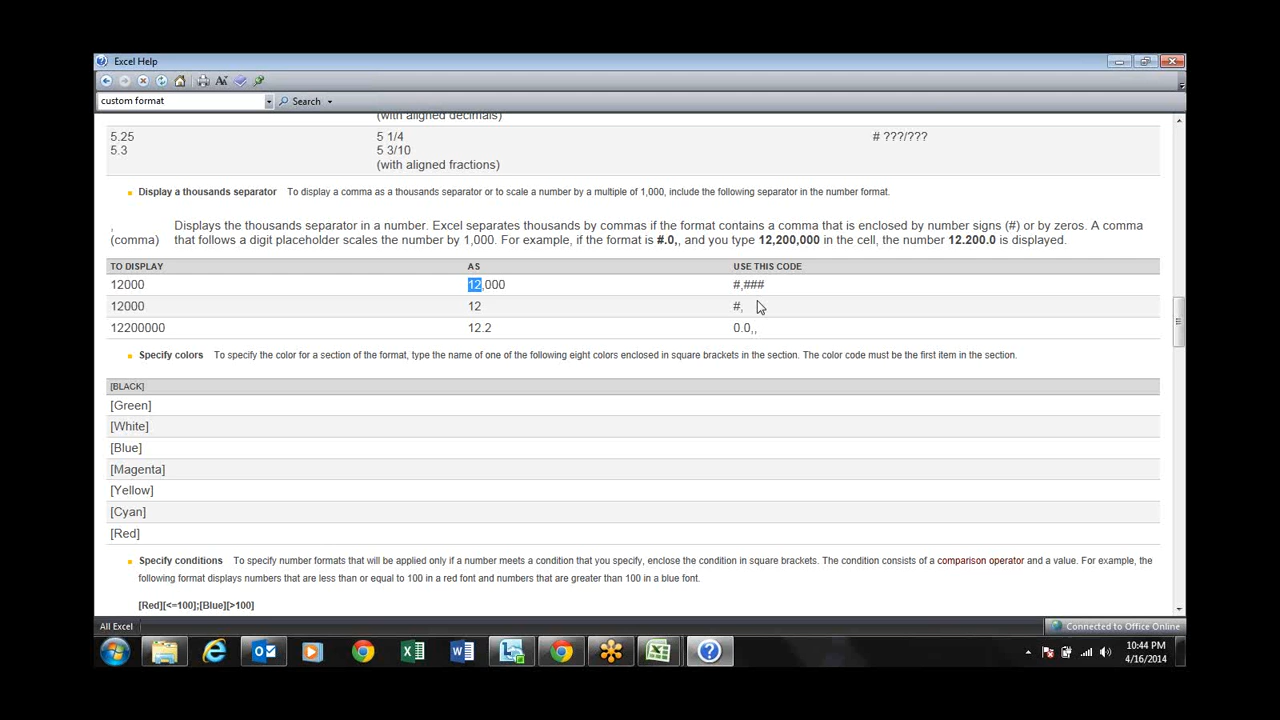 Excel Help
custom format
Search
(with aligned decimals)
5.25 5 1/4 # ???/???
5.3 5 3/10
(with aligned fractions)
Display a thousands separator To display a comma as a thousands separator or to scale a number by a multiple of 1,000, include the following separator in the number format.
, Displays the thousands separator in a number. Excel separates thousands by commas if the format contains a comma that is enclosed by number signs (#) or by zeros. A comma
(comma) that follows a digit placeholder scales the number by 1,000. For example, if the format is #.0,, and you type 12,200,000 in the cell, the number 12.200.0 is displayed.
TO DISPLAY AS USE THIS CODE
12000 12,000 #,###
12000 12 #,
12200000 12.2 0.0,,
Specify colors To specify the color for a section of the format, type the name of one of the following eight colors enclosed in square brackets in the section. The color code must be the first item in the section.
[BLACK]
[Green]
[White]
[Blue]
[Magenta]
[Yellow]
[Cyan]
[Red]
Specify conditions To specify number formats that will be applied only if a number meets a condition that you specify, enclose the condition in square brackets. The condition consists of a comparison operator and a value. For example, the
following format displays numbers that are less than or equal to 100 in a red font and numbers that are greater than 100 in a blue font.
[Red][<=100];[Blue][>100]
All Excel Connected to Office Online
10:44 PM
4/16/2014